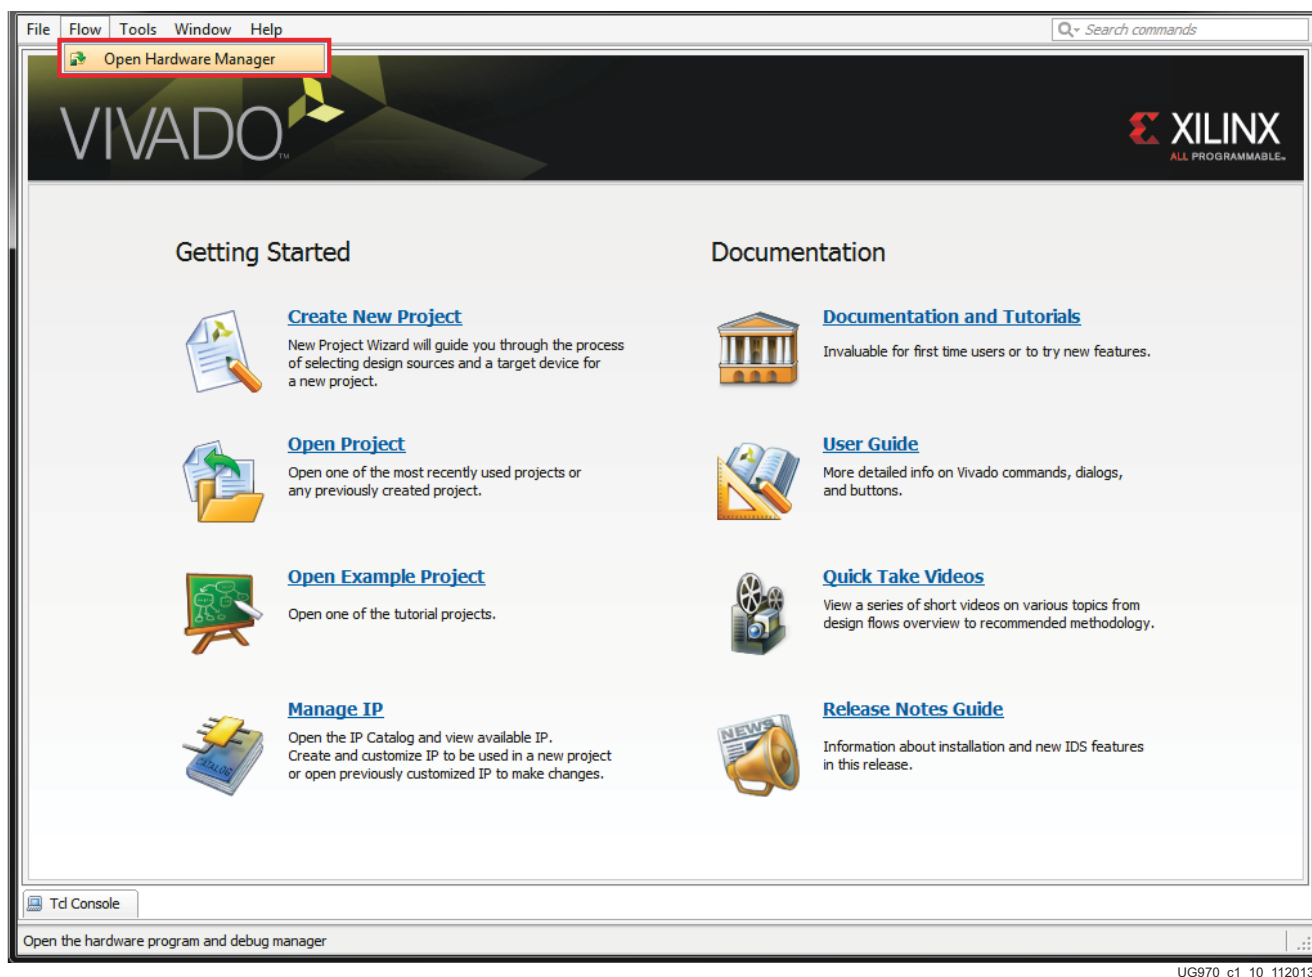 File Flow Tools Window Help
Search commands
Open Hardware Manager
VIVADO™
XILINX
ALL PROGRAMMABLE™
Getting Started
Create New Project
New Project Wizard will guide you through the process
of selecting design sources and a target device for
a new project.
Open Project
Open one of the most recently used projects or
any previously created project.
Open Example Project
Open one of the tutorial projects.
CATALOG
Manage IP
Open the IP Catalog and view available IP.
Create and customize IP to be used in a new project
or open previously customized IP to make changes.
Documentation
Documentation and Tutorials
Invaluable for first time users or to try new features.
User Guide
More detailed info on Vivado commands, dialogs,
and buttons.
Quick Take Videos
View a series of short videos on various topics from
design flows overview to recommended methodology.
NEWS
Release Notes Guide
Information about installation and new IDS features
in this release.
Tcl Console
Open the hardware program and debug manager
UG970_c1_10_112013